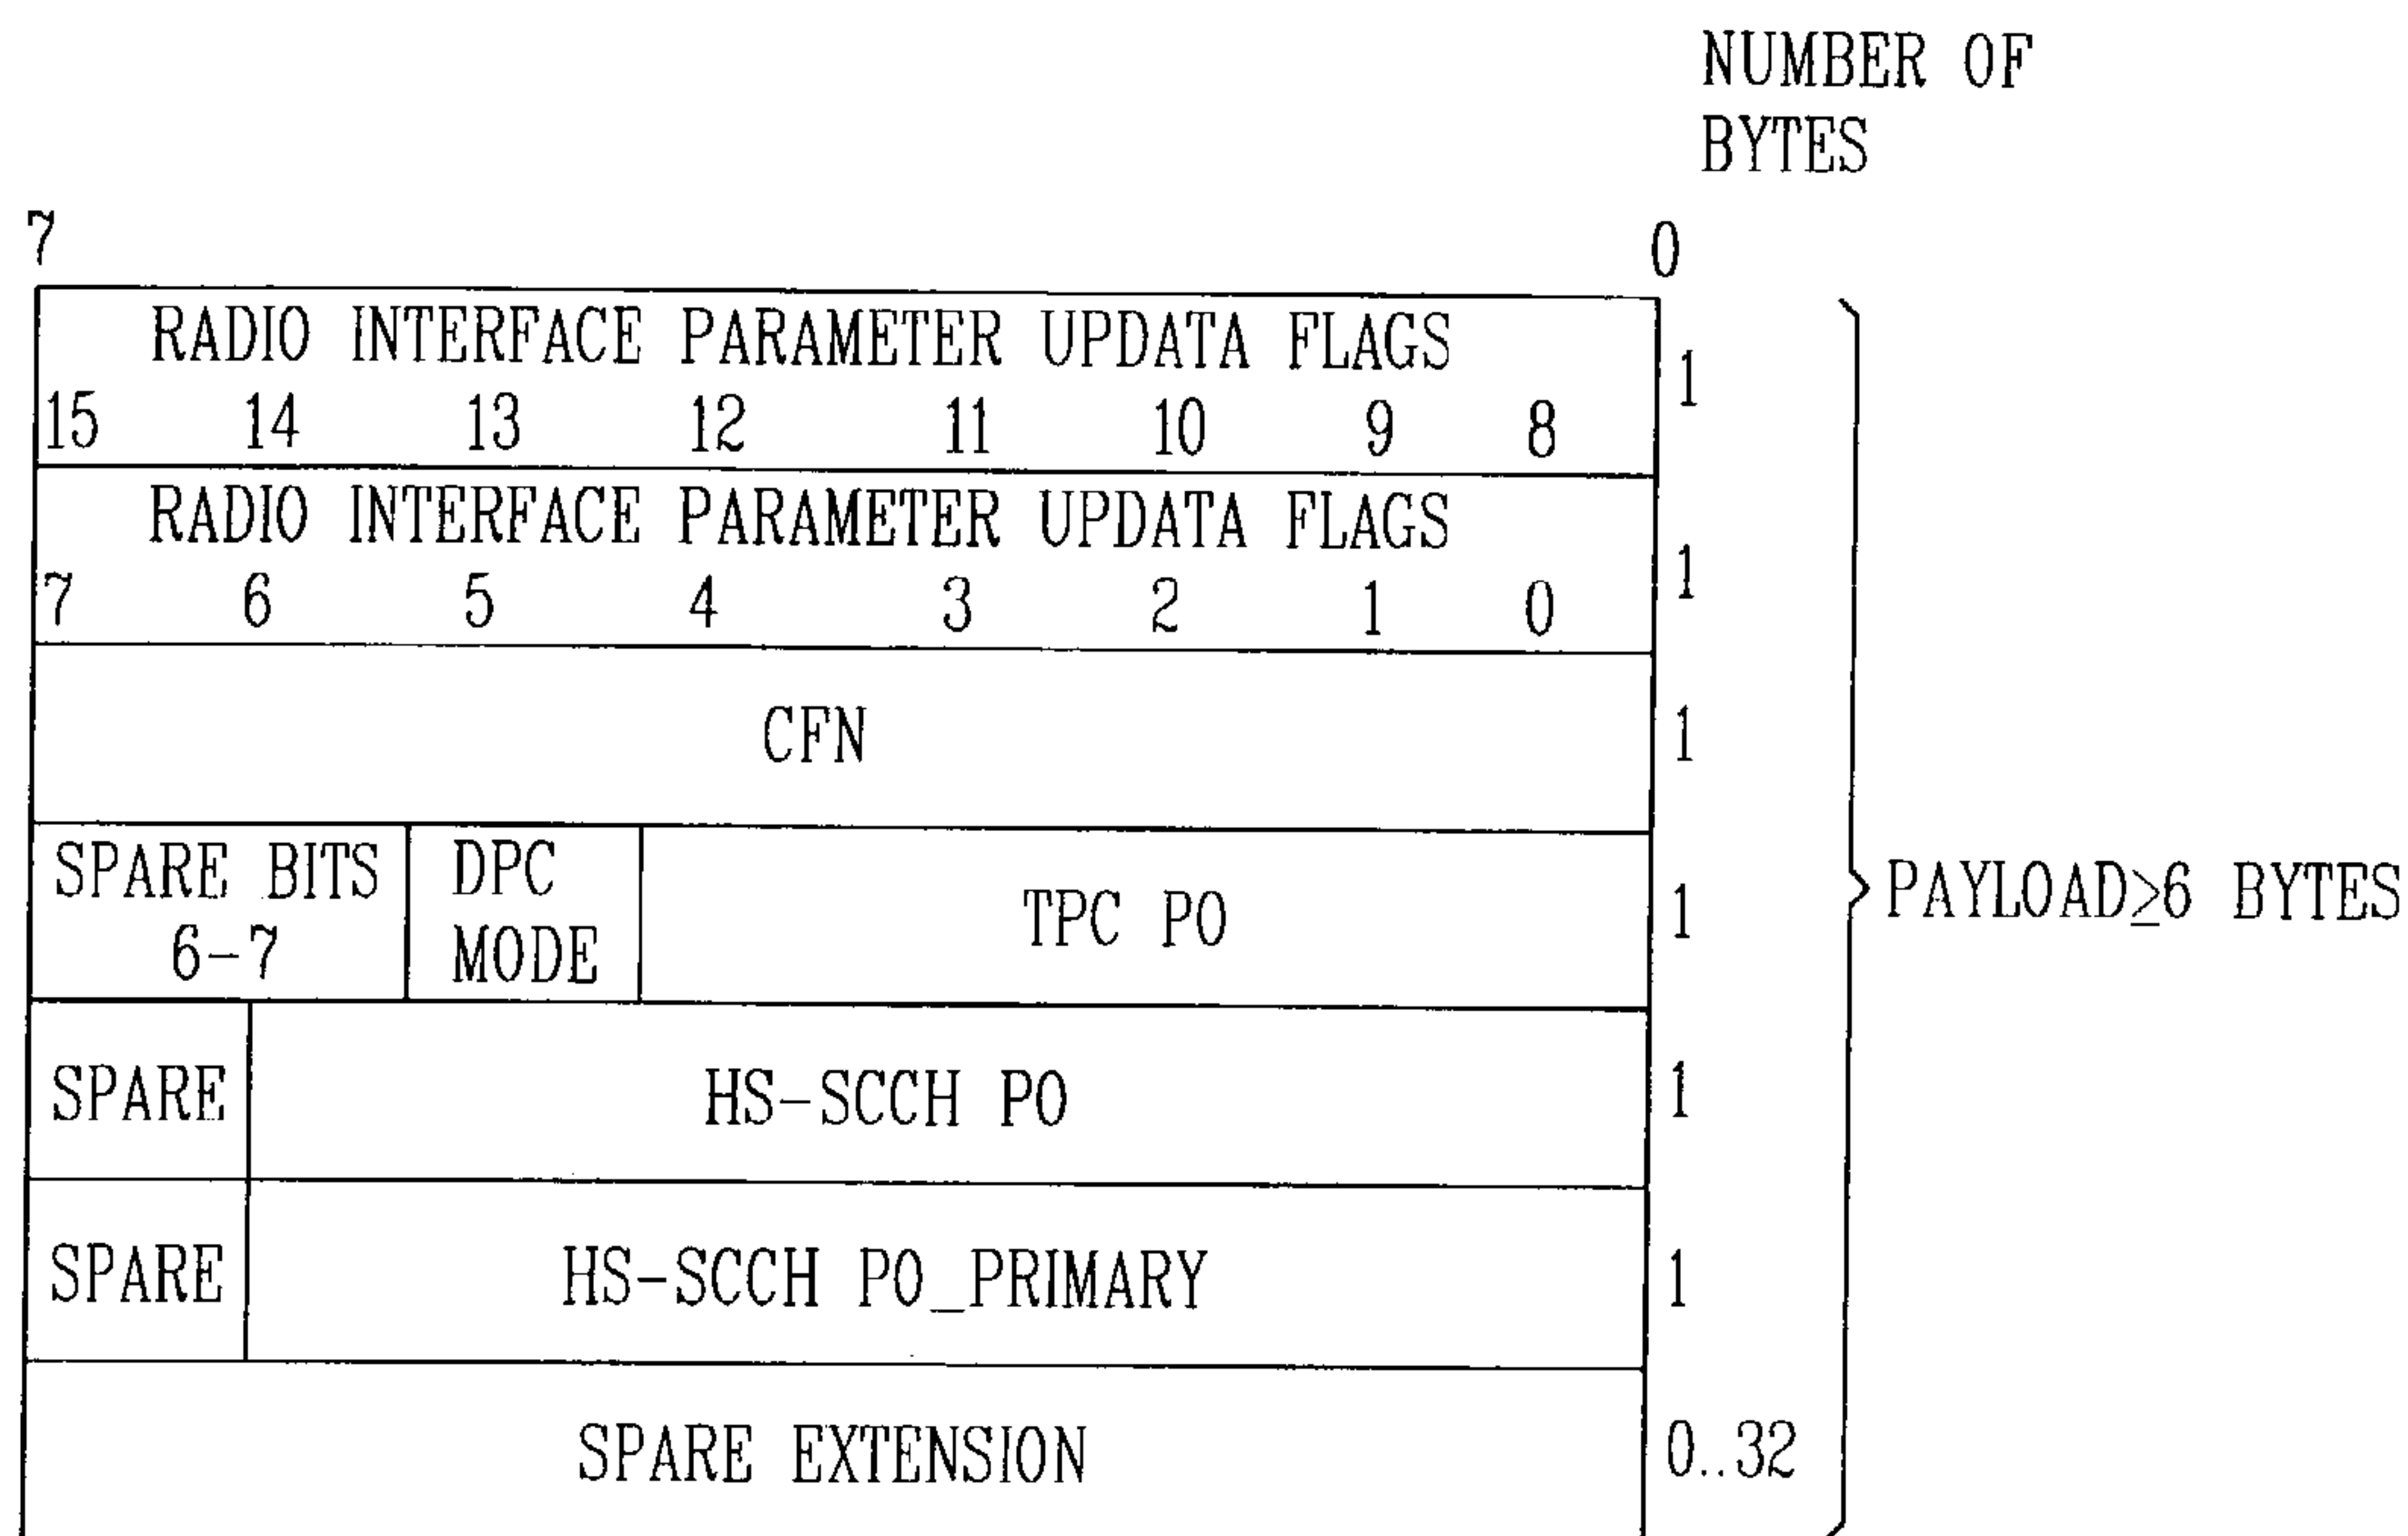 NUMBER OF
BYTES
7 0
RADIO INTERFACE PARAMETER UPDATA FLAGS
15 14 13 12 11 10 9 8
1
RADIO INTERFACE PARAMETER UPDATA FLAGS
7 6 5 4 3 2 1 0
1
CFN
1
SPARE BITS
6-7
DPC
MODE
TPC PO
1
PAYLOAD≥6 BYTES
SPARE
HS-SCCH PO
1
SPARE
HS-SCCH PO_PRIMARY
1
SPARE EXTENSION
0..32